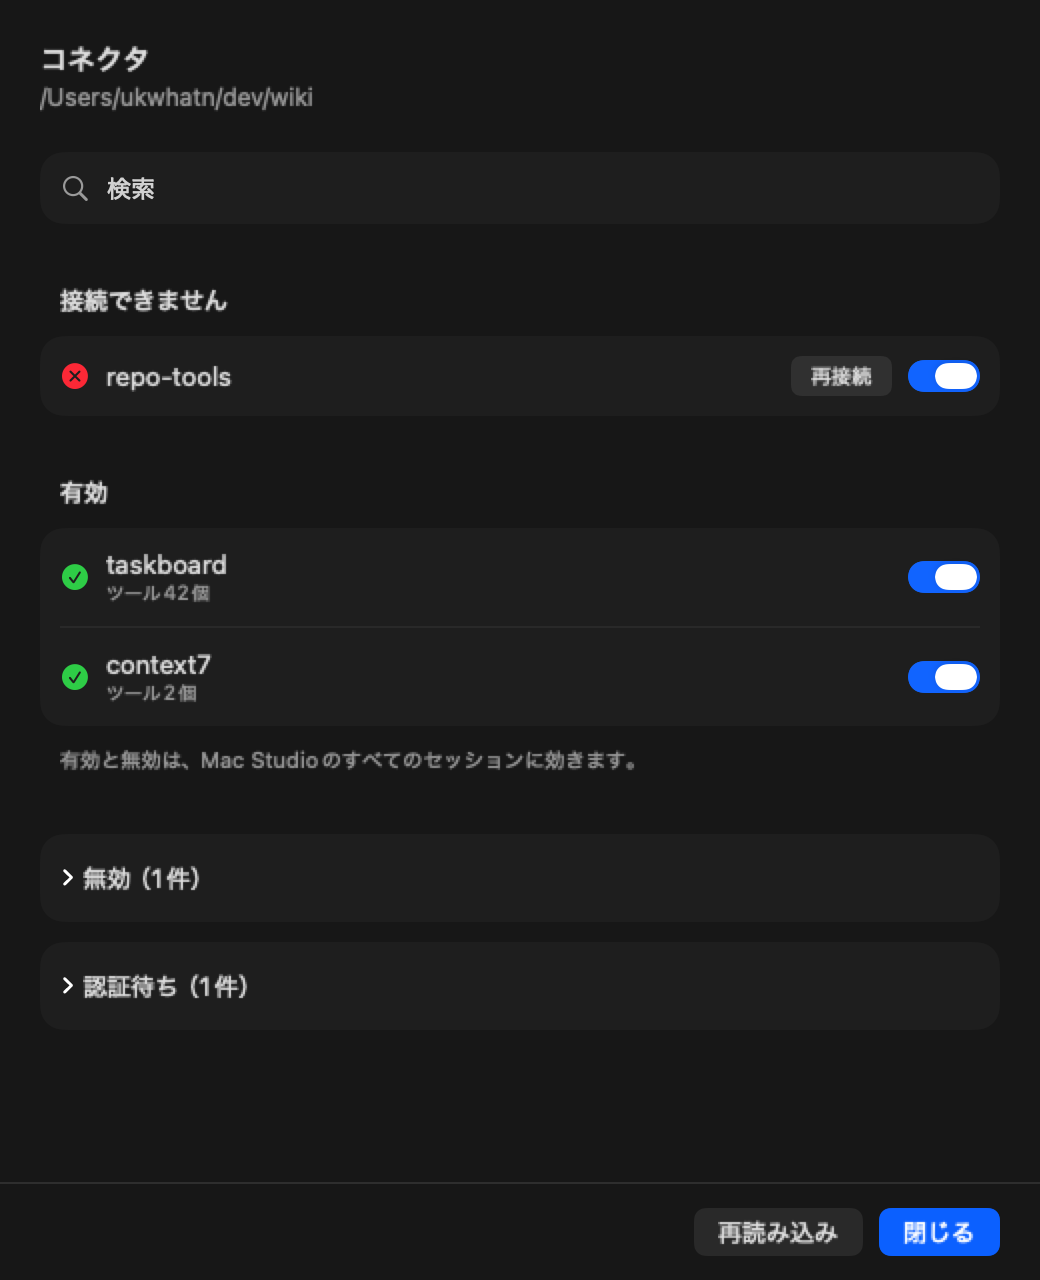 コネクタ
/Users/ukwhatn/dev/wiki
検索
接続できません
repo-tools
再接続
有効
taskboard
ツール42個
context7
ツール2個
有効と無効は、Mac Studioのすべてのセッションに効きます。
無効（1件）
認証待ち（1件）
再読み込み
閉じる